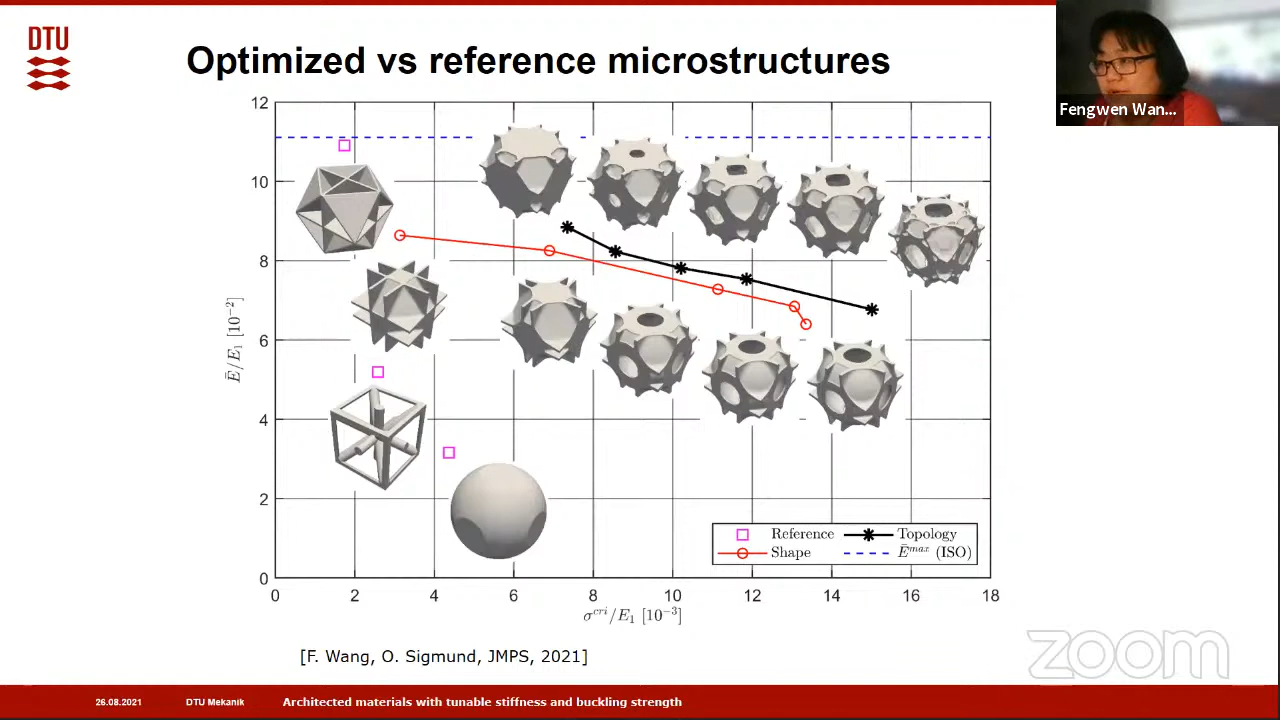 DTU
Optimized vs reference microstructures
Fengwen Wan...
12
10
8
6
4
2
0
Ē/E₁ [10⁻²]
0 2 4 6 8 10 12 14 16 18
σᶜʳⁱ/E₁ [10⁻³]
Reference
Topology
Shape
Ēᵐᵃˣ (ISO)
[F. Wang, O. Sigmund, JMPS, 2021]
zoom
26.08.2021 DTU Mekanik Architected materials with tunable stiffness and buckling strength